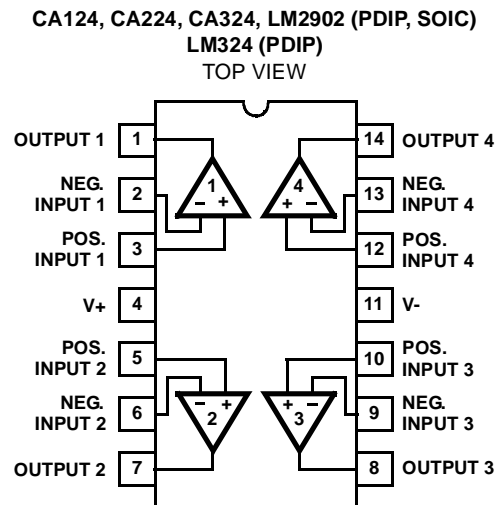 CA124, CA224, CA324, LM2902 (PDIP, SOIC)
LM324 (PDIP)
TOP VIEW
OUTPUT 1 1
14 OUTPUT 4
1
4
- +
+ -
NEG.
INPUT 1 2
13 NEG.
INPUT 4
POS.
INPUT 1 3
12 POS.
INPUT 4
V+ 4
11 V-
POS.
INPUT 2 5
10 POS.
INPUT 3
NEG.
INPUT 2 6
9 NEG.
INPUT 3
- +
+ -
2
3
OUTPUT 2 7
8 OUTPUT 3